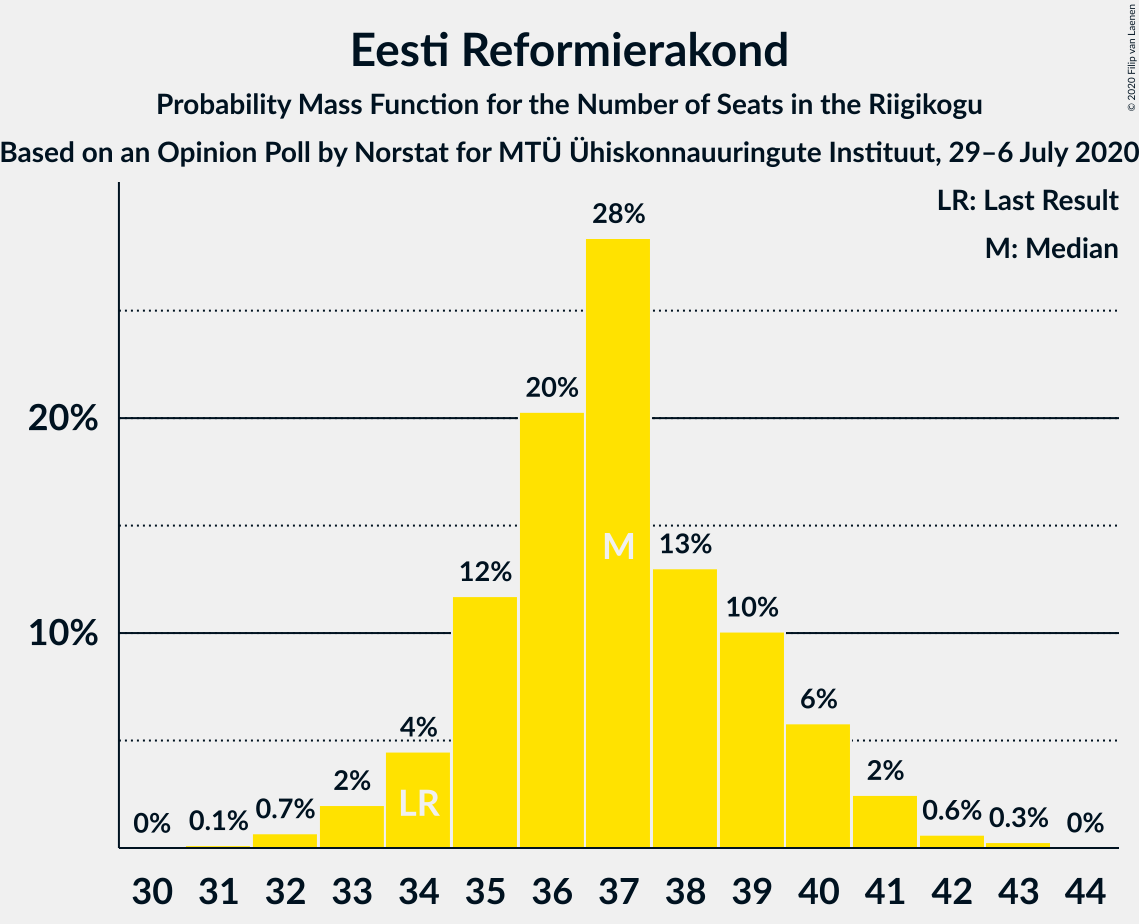 Eesti Reformierakond
Probability Mass Function for the Number of Seats in the Riigikogu
Based on an Opinion Poll by Norstat for MTÜ Ühiskonnauuringute Instituut, 29–6 July 2020
© 2020 Filip van Laenen
LR: Last Result
M: Median
28%
20%
20%
M
13%
12%
10%
10%
6%
4%
LR
2%
2%
0%
0.1%
0.7%
0.6%
0.3%
0%
30 31 32 33 34 35 36 37 38 39 40 41 42 43 44